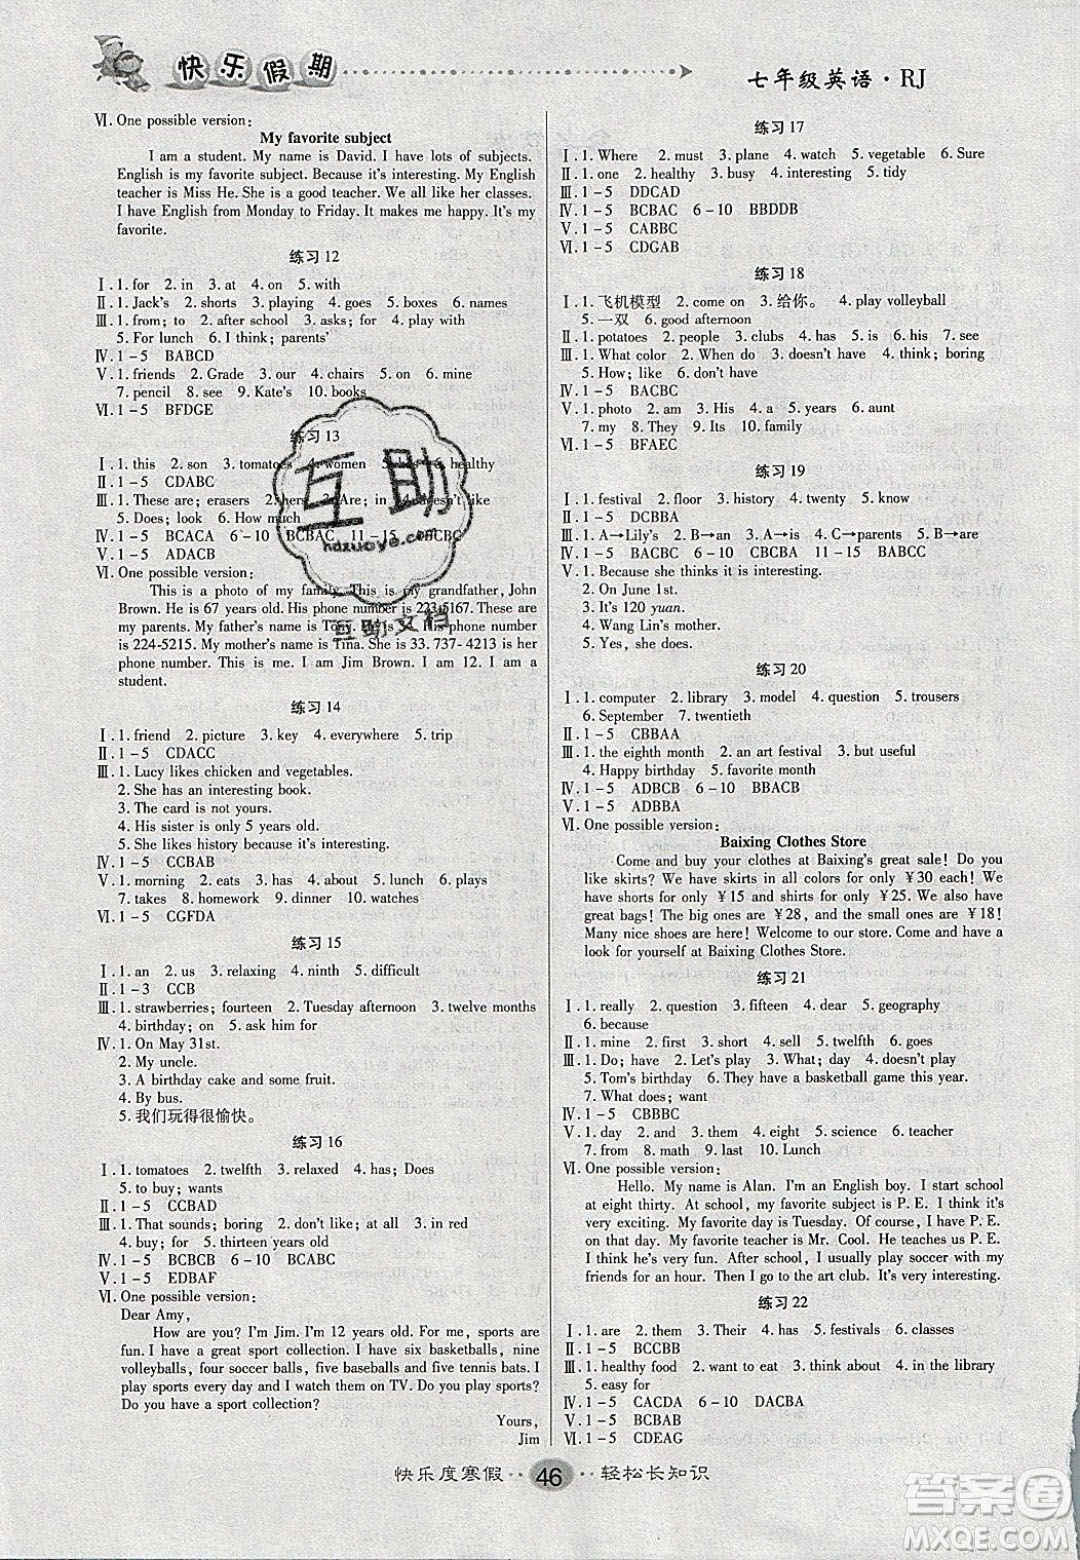 快乐假期
七年级英语·RJ
Ⅵ. One possible version:
My favorite subject
I am a student. My name is David. I have lots of subjects.
English is my favorite subject. Because it's interesting. My English
teacher is Miss He. She is a good teacher. We all like her classes.
I have English from Monday to Friday. It makes me happy. It's my
favorite.
练习 12
Ⅰ. 1. for 2. in 3. at 4. on 5. with
Ⅱ. 1. Jack's 2. shorts 3. playing 4. goes 5. boxes 6. names
Ⅲ. 1. from; to 2. after school 3. asks; for 4. play with
5. For lunch 6. I think; parents'
Ⅳ. 1－5 BABCD
Ⅴ. 1. friends 2. Grade 3. our 4. chairs 5. on 6. mine
7. pencil 8. see 9. Kate's 10. books
Ⅵ. 1－5 BFDGE
练习 13
Ⅰ. 1. this 2. son 3. tomatoes 4. women 5. 6. healthy
Ⅱ. 1－5 CDABC
Ⅲ. 1. These are; erasers 2. hers 3. Are; in 4. doesn't like
5. Does; look 6. How much
Ⅳ. 1－5 BCACA 6－10 BCBAB 11－15
Ⅴ. 1－5 ADACB
Ⅵ. One possible version:
This is a photo of my family. This is my grandfather, John
Brown. He is 67 years old. His phone number is 223-5167. These are
my parents. My father's name is Tony. His phone number
is 224-5215. My mother's name is Tina. She is 33. 737-4213 is her
phone number. This is me. I am Jim Brown. I am 12. I am a
student.
练习 14
Ⅰ. 1. friend 2. picture 3. key 4. everywhere 5. trip
Ⅱ. 1－5 CDACC
Ⅲ. 1. Lucy likes chicken and vegetables.
2. She has an interesting book.
3. The card is not yours.
4. His sister is only 5 years old.
5. She likes history because it's interesting.
Ⅳ. 1－5 CCBAB
Ⅴ. 1. morning 2. eats 3. has 4. about 5. lunch 6. plays
7. takes 8. homework 9. dinner 10. watches
Ⅵ. 1－5 CGFDA
练习 15
Ⅰ. 1. an 2. us 3. relaxing 4. ninth 5. difficult
Ⅱ. 1－3 CCB
Ⅲ. 1. strawberries; fourteen 2. Tuesday afternoon 3. twelve months
4. birthday; on 5. ask him for
Ⅳ. 1. On May 31st.
2. My uncle.
3. A birthday cake and some fruit.
4. By bus.
5. 我们玩得很愉快。
练习 16
Ⅰ. 1. tomatoes 2. twelfth 3. relaxed 4. has; Does
5. to buy; wants
Ⅱ. 1－5 CCBAD
Ⅲ. 1. That sounds; boring 2. don't like; at all 3. in red
4. buy; for 5. thirteen years old
Ⅳ. 1－5 BCBCB 6－10 BCABC
Ⅴ. 1－5 EDBAF
Ⅵ. One possible version:
Dear Amy,
How are you? I'm Jim. I'm 12 years old. For me, sports are
fun. I have a great sport collection. I have six basketballs, nine
volleyballs, four soccer balls, five baseballs and five tennis bats. I
play sports every day and I watch them on TV. Do you play sports?
Do you have a sport collection?
Yours,
Jim
练习 17
Ⅰ. 1. Where 2. must 3. plane 4. watch 5. vegetable 6. Sure
Ⅱ. 1. one 2. healthy 3. busy 4. interesting 5. tidy
Ⅲ. 1－5 DDCAD
Ⅳ. 1－5 BCBAC 6－10 BBDDB
Ⅴ. 1－5 CABBC
Ⅵ. 1－5 CDGAB
练习 18
Ⅰ. 1. 飞机模型 2. come on 3. 给你。 4. play volleyball
5. 一双 6. good afternoon
Ⅱ. 1. potatoes 2. people 3. clubs 4. has 5. is 6. his 7. see
Ⅲ. 1. What color 2. When do 3. doesn't have 4. think; boring
5. How; like 6. don't have
Ⅳ. 1－5 BACBC
Ⅴ. 1. photo 2. am 3. His 4. a 5. years 6. aunt
7. my 8. They 9. Its 10. family
Ⅵ. 1－5 BFAEC
练习 19
Ⅰ. 1. festival 2. floor 3. history 4. twenty 5. know
Ⅱ. 1－5 DCBBA
Ⅲ. 1. A→Lily's 2. B→an 3. B→is 4. C→parents 5. C→are
Ⅳ. 1－5 BBCAC 6－10 CBAAC 11－15 BABCC
Ⅴ. 1. Because she thinks it is interesting.
2. On June 1st.
3. It's 120 yuan.
4. Wang Lin's mother.
5. Yes, she does.
练习 20
Ⅰ. 1. computer 2. library 3. model 4. question 5. trousers
6. September 7. twentieth
Ⅱ. 1－5 CBBAA
Ⅲ. 1. the eighth month 2. an art festival 3. but useful
4. Happy birthday 5. favorite month
Ⅳ. 1－5 ADBCB 6－10 BBACB
Ⅴ. 1－5 ADBBA
Ⅵ. One possible version:
Baixing Clothes Store
Come and buy your clothes at Baixing's great sale! Do you
like skirts? We have skirts in all colors for only ￥30 each! We have
sweaters for only ￥15 and shirts for only ￥25. We also have
great bags! The big ones are ￥28, and the small ones are ￥18!
Many nice shoes are here! Welcome to our store. Come and have a
look for yourself at Baixing Clothes Store.
练习 21
Ⅰ. 1. really 2. question 3. fifteen 4. dear 5. geography
6. because
Ⅱ. 1. mine 2. first 3. short 4. sell 5. twelfth 6. goes
Ⅲ. 1. Do; have 2. Let's play 3. What; day 4. doesn't play
5. Tom's birthday 6. They have a basketball game this year.
7. What does; want
Ⅳ. 1－5 CBBBC
Ⅴ. 1. day 2. and 3. them 4. eight 5. science 6. teacher
7. from 8. math 9. last 10. Lunch
Ⅵ. One possible version:
Hello. My name is Alan. I'm an English boy. I start school
at eight thirty. At school, my favorite subject is P. E. I think it's
very exciting. My favorite day is Tuesday. Of course, I have P. E.
on that day. My favorite teacher is Mr. Cool. He teaches us P. E.
I think he's very fun. After school, I usually play soccer with my
friends for an hour. Then I go to the art club. It's very interesting.
练习 22
Ⅰ. 1. are 2. them 3. Their 4. has 5. festivals 6. classes
Ⅱ. 1－5 BCCBB
Ⅲ. 1. healthy food 2. want to eat 3. think about 4. in the library
5. easy for
Ⅳ. 1－5 CACDA 6－10 DACBA
Ⅴ. 1－5 BCBAB
Ⅵ. 1－5 CDEAG
互助
hdzuoye.com
互助文档
快乐度寒假 · · 46 · · 轻松长知识
答案圈
MXQE.COM